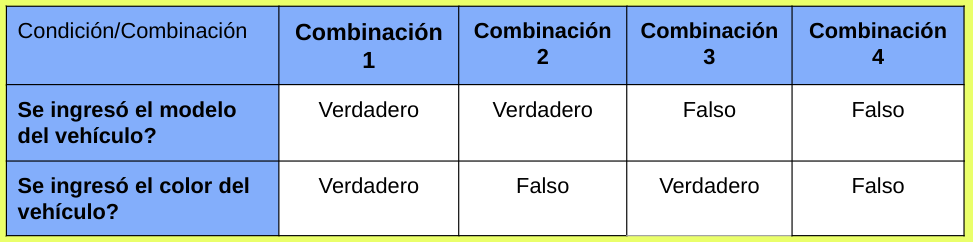 Condición/Combinación
Combinación
1
Combinación
2
Combinación
3
Combinación
4
Se ingresó el modelo
del vehículo?
Verdadero
Verdadero
Falso
Falso
Se ingresó el color del
vehículo?
Verdadero
Falso
Verdadero
Falso